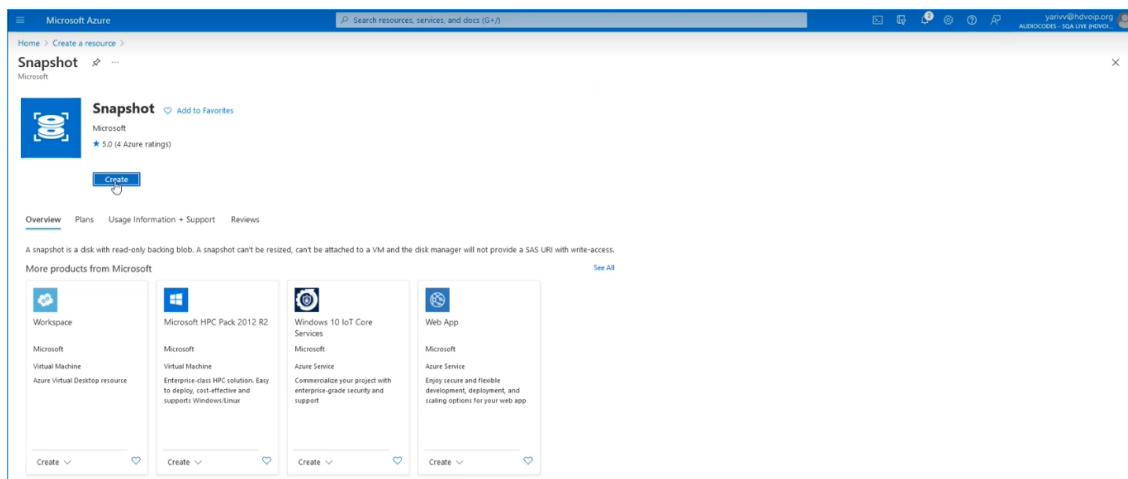 Microsoft Azure
Search resources, services, and docs (G+/)
yarivv@hdvoip.org
AUDIOCODES - SQA LIVE (HDVOI...
Home > Create a resource >
Snapshot
Microsoft
Snapshot
Add to Favorites
Microsoft
5.0 (4 Azure ratings)
Create
Overview Plans Usage Information + Support Reviews
A snapshot is a disk with read-only backing blob. A snapshot can't be resized, can't be attached to a VM and the disk manager will not provide a SAS URI with write-access.
More products from Microsoft
See All
Workspace
Microsoft
Virtual Machine
Azure Virtual Desktop resource
Create
Microsoft HPC Pack 2012 R2
Microsoft
Virtual Machine
Enterprise-class HPC solution. Easy
to deploy, cost-effective and
supports Windows/Linux
Create
Windows 10 IoT Core
Services
Microsoft
Azure Service
Commercialize your project with
enterprise-grade security and
support
Create
Web App
Microsoft
Azure Service
Enjoy secure and flexible
development, deployment, and
scaling options for your web app
Create